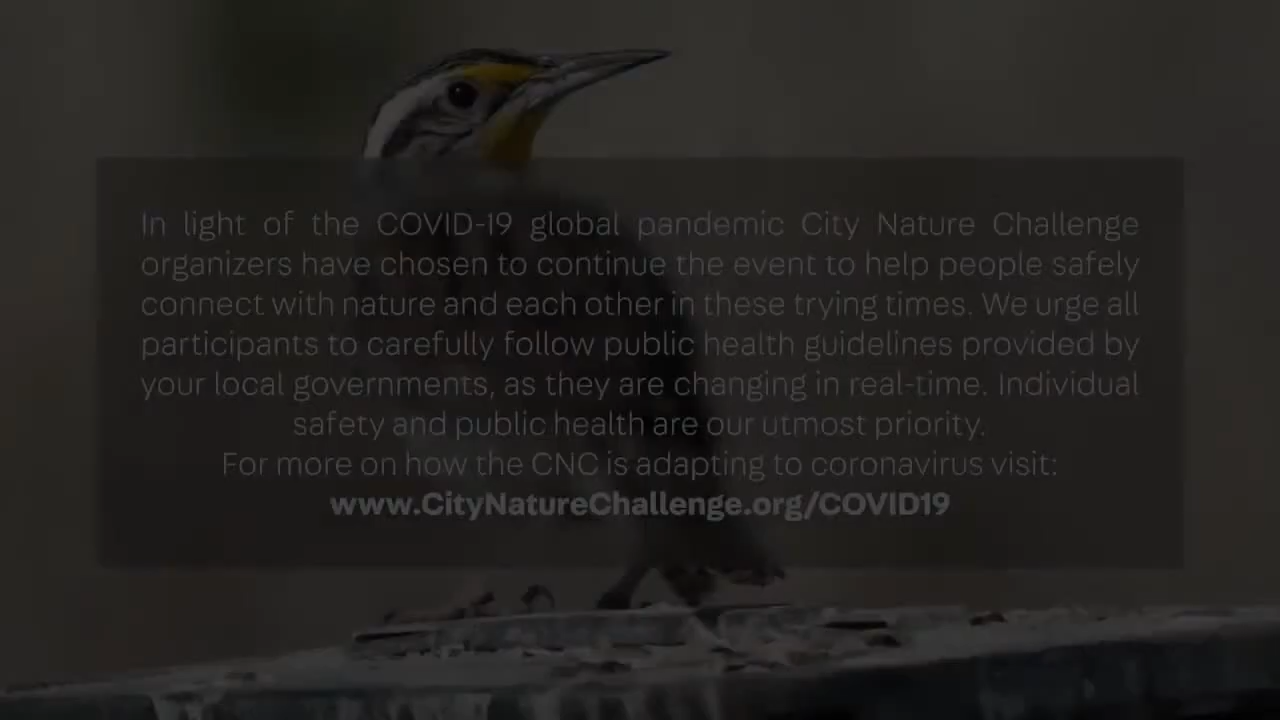 In light of the COVID-19 global pandemic City Nature Challenge
organizers have chosen to continue the event to help people safely
connect with nature and each other in these trying times. We urge all
participants to carefully follow public health guidelines provided by
your local governments, as they are changing in real-time. Individual
safety and public health are our utmost priority.
For more on how the CNC is adapting to coronavirus visit:
www.CityNatureChallenge.org/COVID19